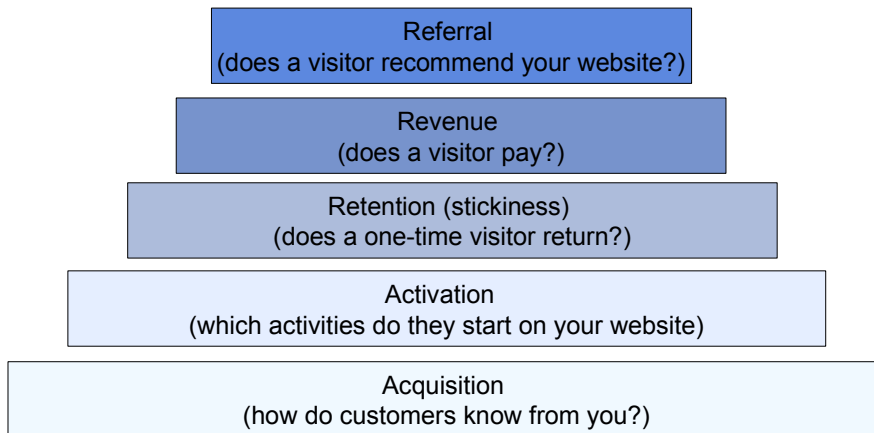 Referral
(does a visitor recommend your website?)
Revenue
(does a visitor pay?)
Retention (stickiness)
(does a one-time visitor return?)
Activation
(which activities do they start on your website)
Acquisition
(how do customers know from you?)